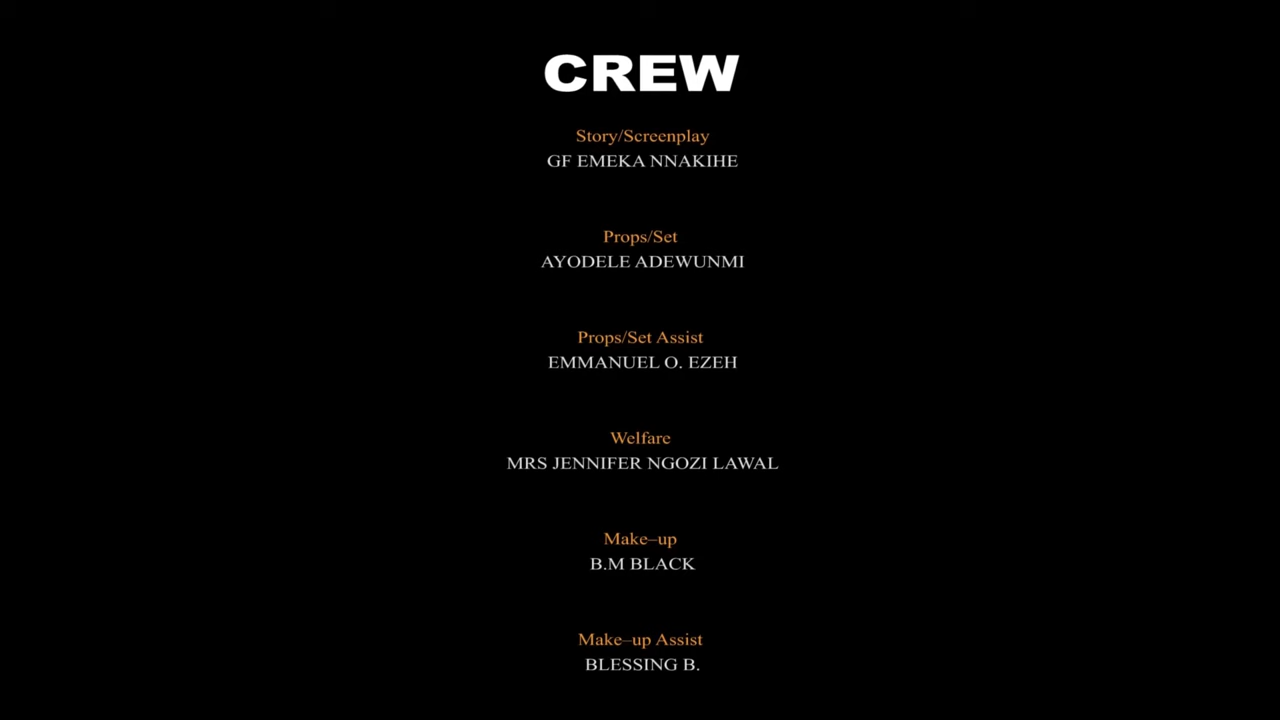 CREW
Story/Screenplay
GF EMEKA NNAKIHE
Props/Set
AYODELE ADEWUNMI
Props/Set Assist
EMMANUEL O. EZEH
Welfare
MRS JENNIFER NGOZI LAWAL
Make–up
B.M BLACK
Make–up Assist
BLESSING B.